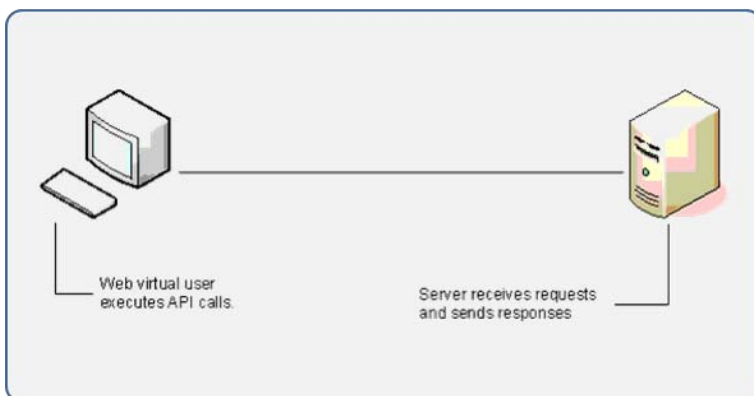 Web virtual user
executes API calls.
Server receives requests
and sends responses